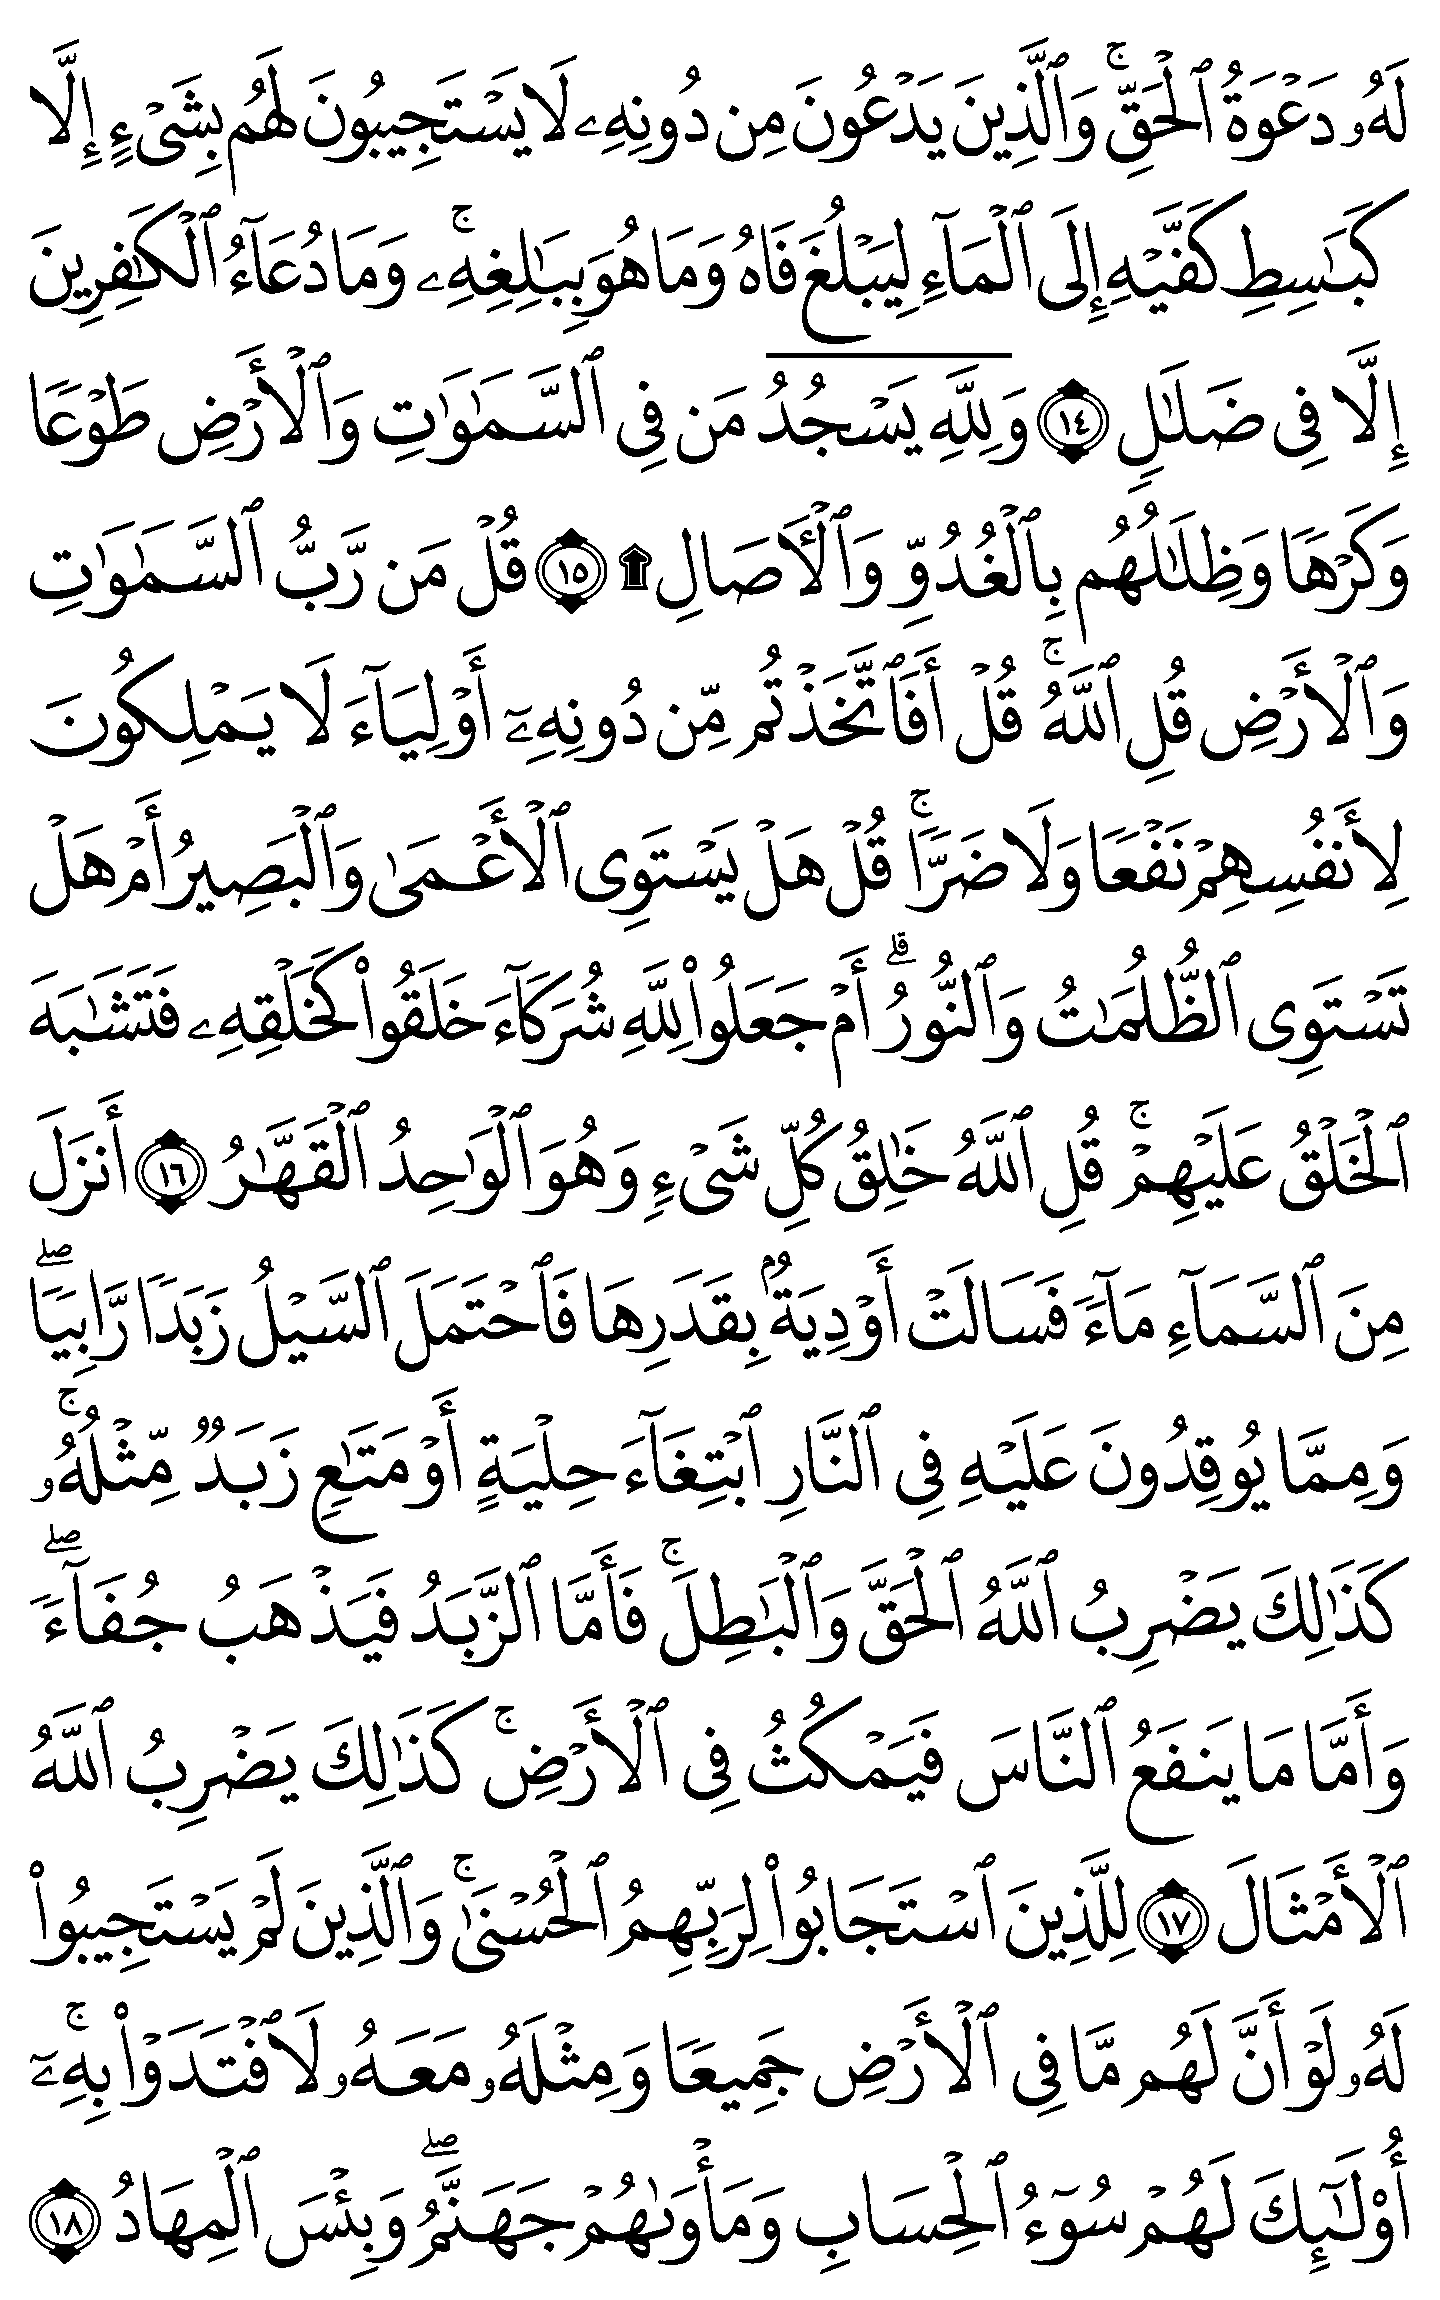 لَهُۥ دَعۡوَةُ ٱلۡحَقِّۚ وَٱلَّذِينَ يَدۡعُونَ مِن دُونِهِۦ لَا يَسۡتَجِيبُونَ لَهُم بِشَيۡءٍ إِلَّا
كَبَٰسِطِ كَفَّيۡهِ إِلَى ٱلۡمَآءِ لِيَبۡلُغَ فَاهُ وَمَا هُوَ بِبَٰلِغِهِۦۚ وَمَا دُعَآءُ ٱلۡكَٰفِرِينَ
إِلَّا فِي ضَلَٰلٖ ١٤ وَلِلَّهِۤ يَسۡجُدُۤ مَن فِي ٱلسَّمَٰوَٰتِ وَٱلۡأَرۡضِ طَوۡعٗا
وَكَرۡهٗا وَظِلَٰلُهُم بِٱلۡغُدُوِّ وَٱلۡأٓصَالِ۩ ١٥ قُلۡ مَن رَّبُّ ٱلسَّمَٰوَٰتِ
وَٱلۡأَرۡضِ قُلِ ٱللَّهُۚ قُلۡ أَفَٱتَّخَذۡتُم مِّن دُونِهِۦٓ أَوۡلِيَآءَ لَا يَمۡلِكُونَ
لِأَنفُسِهِمۡ نَفۡعٗا وَلَا ضَرّٗاۚ قُلۡ هَلۡ يَسۡتَوِي ٱلۡأَعۡمَىٰ وَٱلۡبَصِيرُ أَمۡ هَلۡ
تَسۡتَوِي ٱلظُّلُمَٰتُ وَٱلنُّورُۗ أَمۡ جَعَلُواْ لِلَّهِ شُرَكَآءَ خَلَقُواْ كَخَلۡقِهِۦ فَتَشَٰبَهَ
ٱلۡخَلۡقُ عَلَيۡهِمۡۚ قُلِ ٱللَّهُ خَٰلِقُ كُلِّ شَيۡءٖ وَهُوَ ٱلۡوَٰحِدُ ٱلۡقَهَّٰرُ ١٦ أَنزَلَ
مِنَ ٱلسَّمَآءِ مَآءٗ فَسَالَتۡ أَوۡدِيَةُۢ بِقَدَرِهَا فَٱحۡتَمَلَ ٱلسَّيۡلُ زَبَدٗا رَّابِيٗاۖ
وَمِمَّا يُوقِدُونَ عَلَيۡهِ فِي ٱلنَّارِ ٱبۡتِغَآءَ حِلۡيَةٍ أَوۡ مَتَٰعٖ زَبَدٞ مِّثۡلُهُۥۚ
كَذَٰلِكَ يَضۡرِبُ ٱللَّهُ ٱلۡحَقَّ وَٱلۡبَٰطِلَۚ فَأَمَّا ٱلزَّبَدُ فَيَذۡهَبُ جُفَآءٗۖ
وَأَمَّا مَا يَنفَعُ ٱلنَّاسَ فَيَمۡكُثُ فِي ٱلۡأَرۡضِۚ كَذَٰلِكَ يَضۡرِبُ ٱللَّهُ
ٱلۡأَمۡثَالَ ١٧ لِلَّذِينَ ٱسۡتَجَابُواْ لِرَبِّهِمُ ٱلۡحُسۡنَىٰۚ وَٱلَّذِينَ لَمۡ يَسۡتَجِيبُواْ
لَهُۥ لَوۡ أَنَّ لَهُم مَّا فِي ٱلۡأَرۡضِ جَمِيعٗا وَمِثۡلَهُۥ مَعَهُۥ لَٱفۡتَدَوۡاْ بِهِۦٓۚ
أُوْلَٰٓئِكَ لَهُمۡ سُوٓءُ ٱلۡحِسَابِ وَمَأۡوَىٰهُمۡ جَهَنَّمُۖ وَبِئۡسَ ٱلۡمِهَادُ ١٨